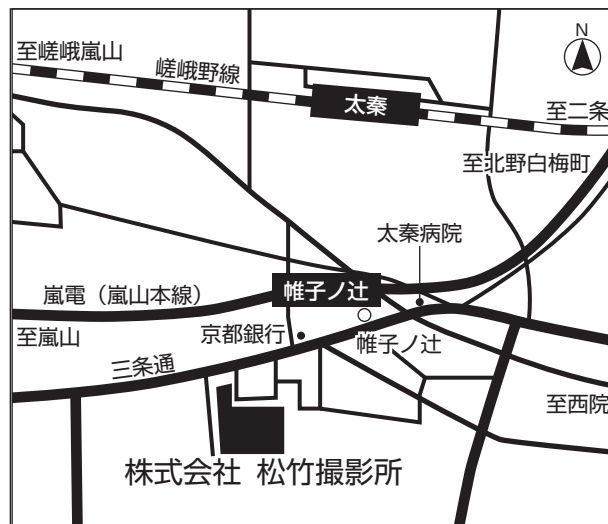 N
至嵯峨嵐山
嵯峨野線
太秦
至二条
至北野白梅町
太秦病院
帷子ノ辻
嵐電（嵐山本線）
至嵐山
京都銀行
帷子ノ辻
三条通
至西院
株式会社 松竹撮影所